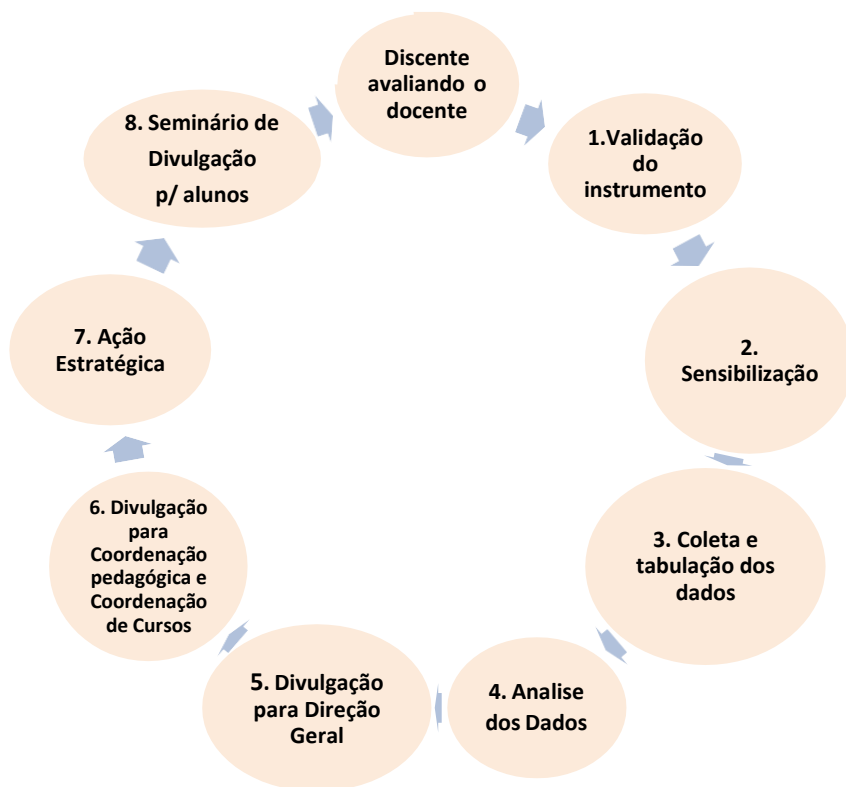 Discente
avaliando o
docente
1.Validação
do
instrumento
2.
Sensibilização
3. Coleta e
tabulação dos
dados
4. Analise
dos Dados
5. Divulgação
para Direção
Geral
6. Divulgação
para
Coordenação
pedagógica e
Coordenação
de Cursos
7. Ação
Estratégica
8. Seminário de
Divulgação
p/ alunos